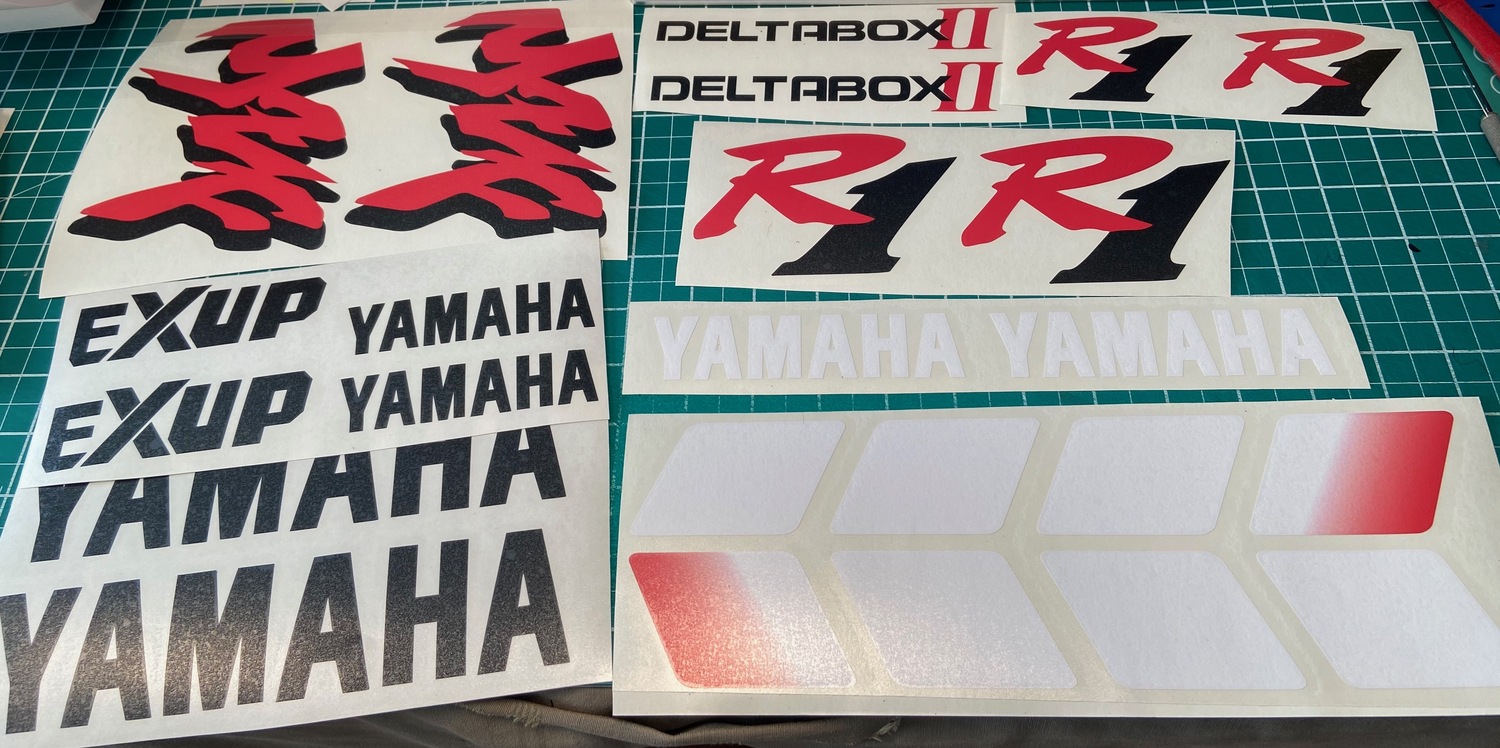 DELTABOX II
DELTABOX II
R1 R1
R1 R1
EXUP YAMAHA
EXUP YAMAHA
YAMAHA YAMAHA
YAMAHA
YAMAHA